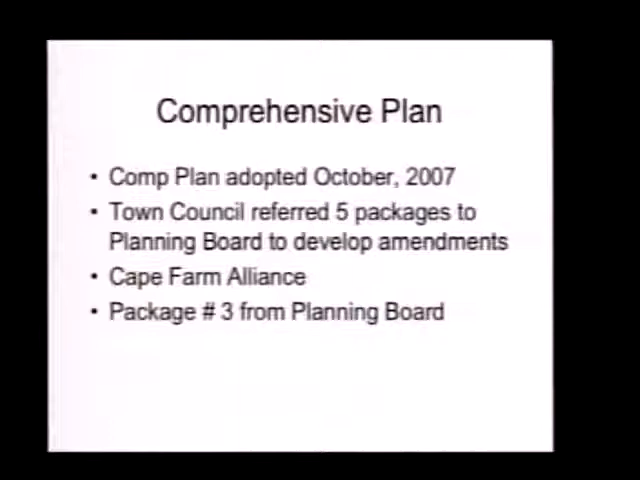 Comprehensive Plan
• Comp Plan adopted October, 2007
• Town Council referred 5 packages to
Planning Board to develop amendments
• Cape Farm Alliance
• Package # 3 from Planning Board